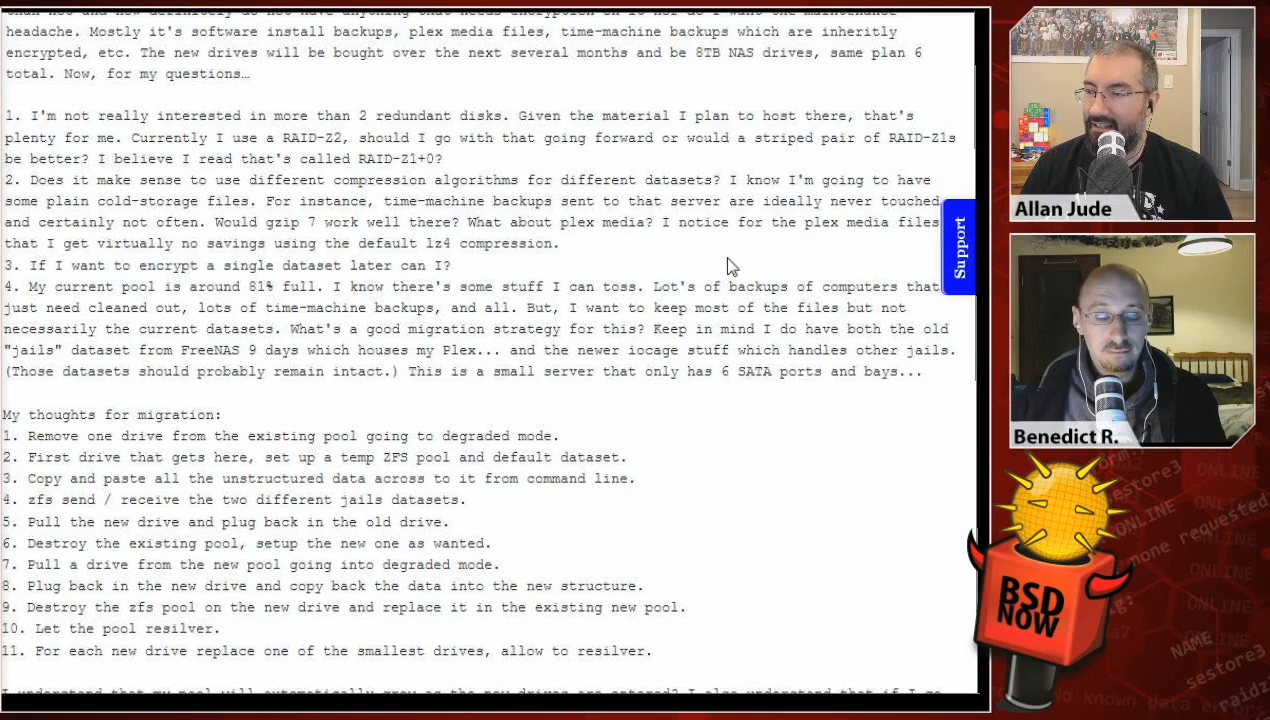 headache. Mostly it's software install backups, plex media files, time-machine backups which are inheritly
encrypted, etc. The new drives will be bought over the next several months and be 8TB NAS drives, same plan 6
total. Now, for my questions…
1. I'm not really interested in more than 2 redundant disks. Given the material I plan to host there, that's
plenty for me. Currently I use a RAID-Z2, should I go with that going forward or would a striped pair of RAID-Z1s
be better? I believe I read that's called RAID-Z1+0?
2. Does it make sense to use different compression algorithms for different datasets? I know I'm going to have
some plain cold-storage files. For instance, time-machine backups sent to that server are ideally never touched
and certainly not often. Would gzip 7 work well there? What about plex media? I notice for the plex media files
that I get virtually no savings using the default lz4 compression.
3. If I want to encrypt a single dataset later can I?
4. My current pool is around 81% full. I know there's some stuff I can toss. Lot's of backups of computers that
just need cleaned out, lots of time-machine backups, and all. But, I want to keep most of the files but not
necessarily the current datasets. What's a good migration strategy for this? Keep in mind I do have both the old
"jails" dataset from FreeNAS 9 days which houses my Plex... and the newer iocage stuff which handles other jails.
(Those datasets should probably remain intact.) This is a small server that only has 6 SATA ports and bays...
My thoughts for migration:
1. Remove one drive from the existing pool going to degraded mode.
2. First drive that gets here, set up a temp ZFS pool and default dataset.
3. Copy and paste all the unstructured data across to it from command line.
4. zfs send / receive the two different jails datasets.
5. Pull the new drive and plug back in the old drive.
6. Destroy the existing pool, setup the new one as wanted.
7. Pull a drive from the new pool going into degraded mode.
8. Plug back in the new drive and copy back the data into the new structure.
9. Destroy the zfs pool on the new drive and replace it in the existing new pool.
10. Let the pool resilver.
11. For each new drive replace one of the smallest drives, allow to resilver.
Support
Allan Jude
Benedict R.
BSD
NOW
ONLINE
sestore3
ONLINE
requested
ONLINE
ONLINE
NAME
sestore3
known data